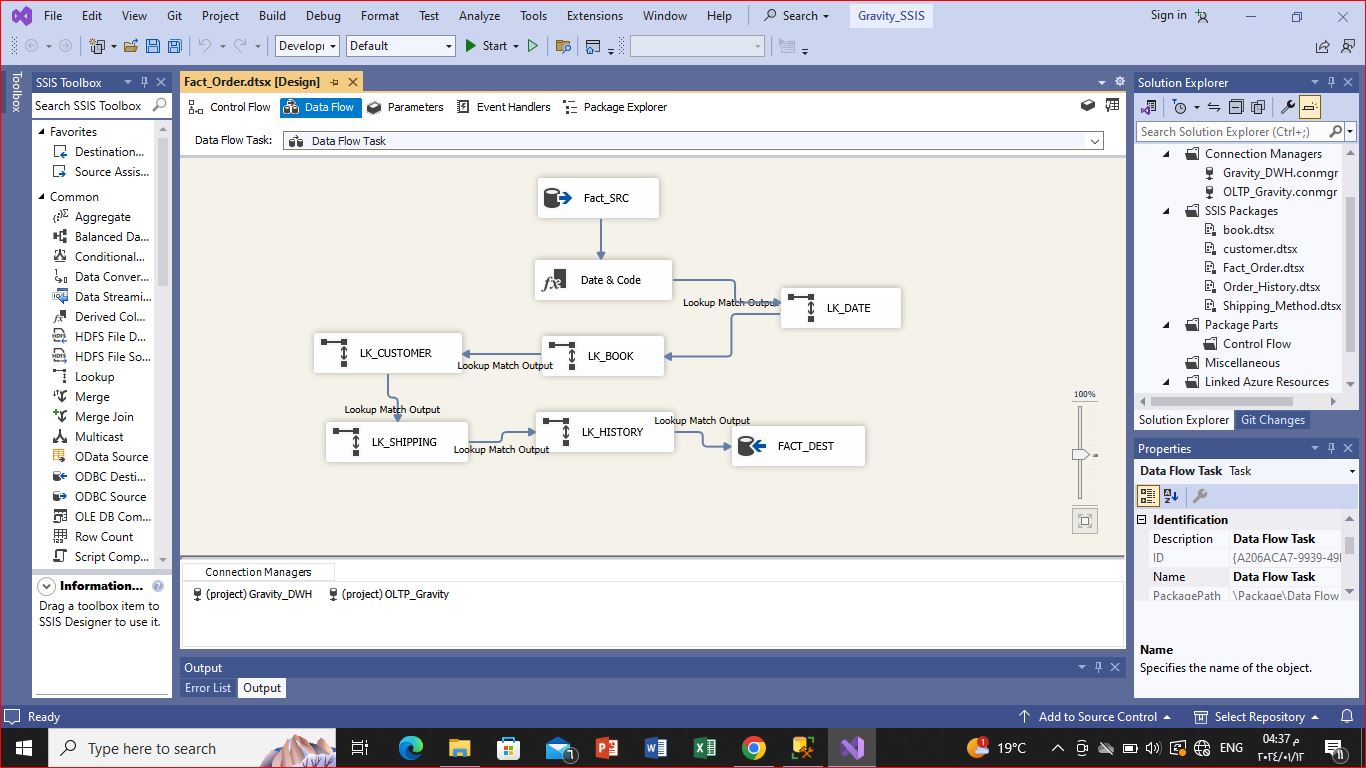 File Edit View Git Project Build Debug Format Test Analyze Tools Extensions Window Help Search Gravity_SSIS Sign in
Developi Default Start
Toolbox
SSIS Toolbox
Search SSIS Toolbox
Favorites
Destination...
Source Assis...
Common
Aggregate
Balanced Da...
Conditional...
Data Conver...
Data Streami...
Derived Col...
HDFS File D...
HDFS File So...
Lookup
Merge
Merge Join
Multicast
OData Source
ODBC Desti...
ODBC Source
OLE DB Com...
Row Count
Script Comp...
Information...
Drag a toolbox item to
SSIS Designer to use it.
Fact_Order.dtsx [Design]
Control Flow Data Flow Parameters Event Handlers Package Explorer
Data Flow Task: Data Flow Task
Fact_SRC
Date & Code
Lookup Match Output
LK_DATE
LK_CUSTOMER
LK_BOOK
Lookup Match Output
Lookup Match Output
LK_SHIPPING
LK_HISTORY
Lookup Match Output
Lookup Match Output
FACT_DEST
100%
Connection Managers
(project) Gravity_DWH (project) OLTP_Gravity
Output
Error List Output
Solution Explorer
Search Solution Explorer (Ctrl+;)
Connection Managers
Gravity_DWH.conmgr
OLTP_Gravity.conmgr
SSIS Packages
book.dtsx
customer.dtsx
Fact_Order.dtsx
Order_History.dtsx
Shipping_Method.dtsx
Package Parts
Control Flow
Miscellaneous
Linked Azure Resources
Solution Explorer Git Changes
Properties
Data Flow Task Task
Identification
Description Data Flow Task
ID {A206ACA7-9939-49
Name Data Flow Task
PackagePath \Package\Data Flow
Name
Specifies the name of the object.
Ready Add to Source Control Select Repository
Type here to search 7 1 19°C ENG 04:37 م
٢٠٢٤/٠١/١٢ 11